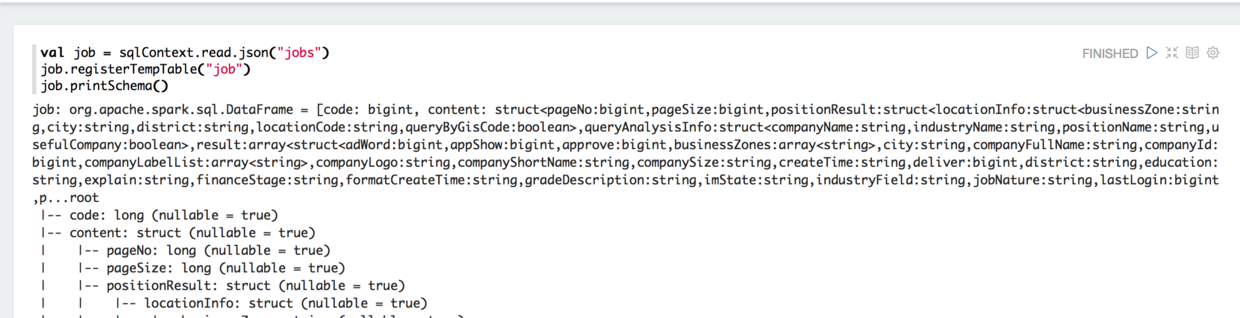 val job = sqlContext.read.json("jobs")
FINISHED
job.registerTempTable("job")
job.printSchema()
job: org.apache.spark.sql.DataFrame = [code: bigint, content: struct<pageNo:bigint,pageSize:bigint,positionResult:struct<locationInfo:struct<businessZone:strin
g,city:string,district:string,locationCode:string,queryByGisCode:boolean>,queryAnalysisInfo:struct<companyName:string,industryName:string,positionName:string,u
sefulCompany:boolean>,result:array<struct<adWord:bigint,appShow:bigint,approve:bigint,businessZones:array<string>,city:string,companyFullName:string,companyId:
bigint,companyLabelList:array<string>,companyLogo:string,companyShortName:string,companySize:string,createTime:string,deliver:bigint,district:string,education:
string,explain:string,financeStage:string,formatCreateTime:string,gradeDescription:string,imState:string,industryField:string,jobNature:string,lastLogin:bigint
,p...root
|-- code: long (nullable = true)
|-- content: struct (nullable = true)
| |-- pageNo: long (nullable = true)
| |-- pageSize: long (nullable = true)
| |-- positionResult: struct (nullable = true)
| | |-- locationInfo: struct (nullable = true)